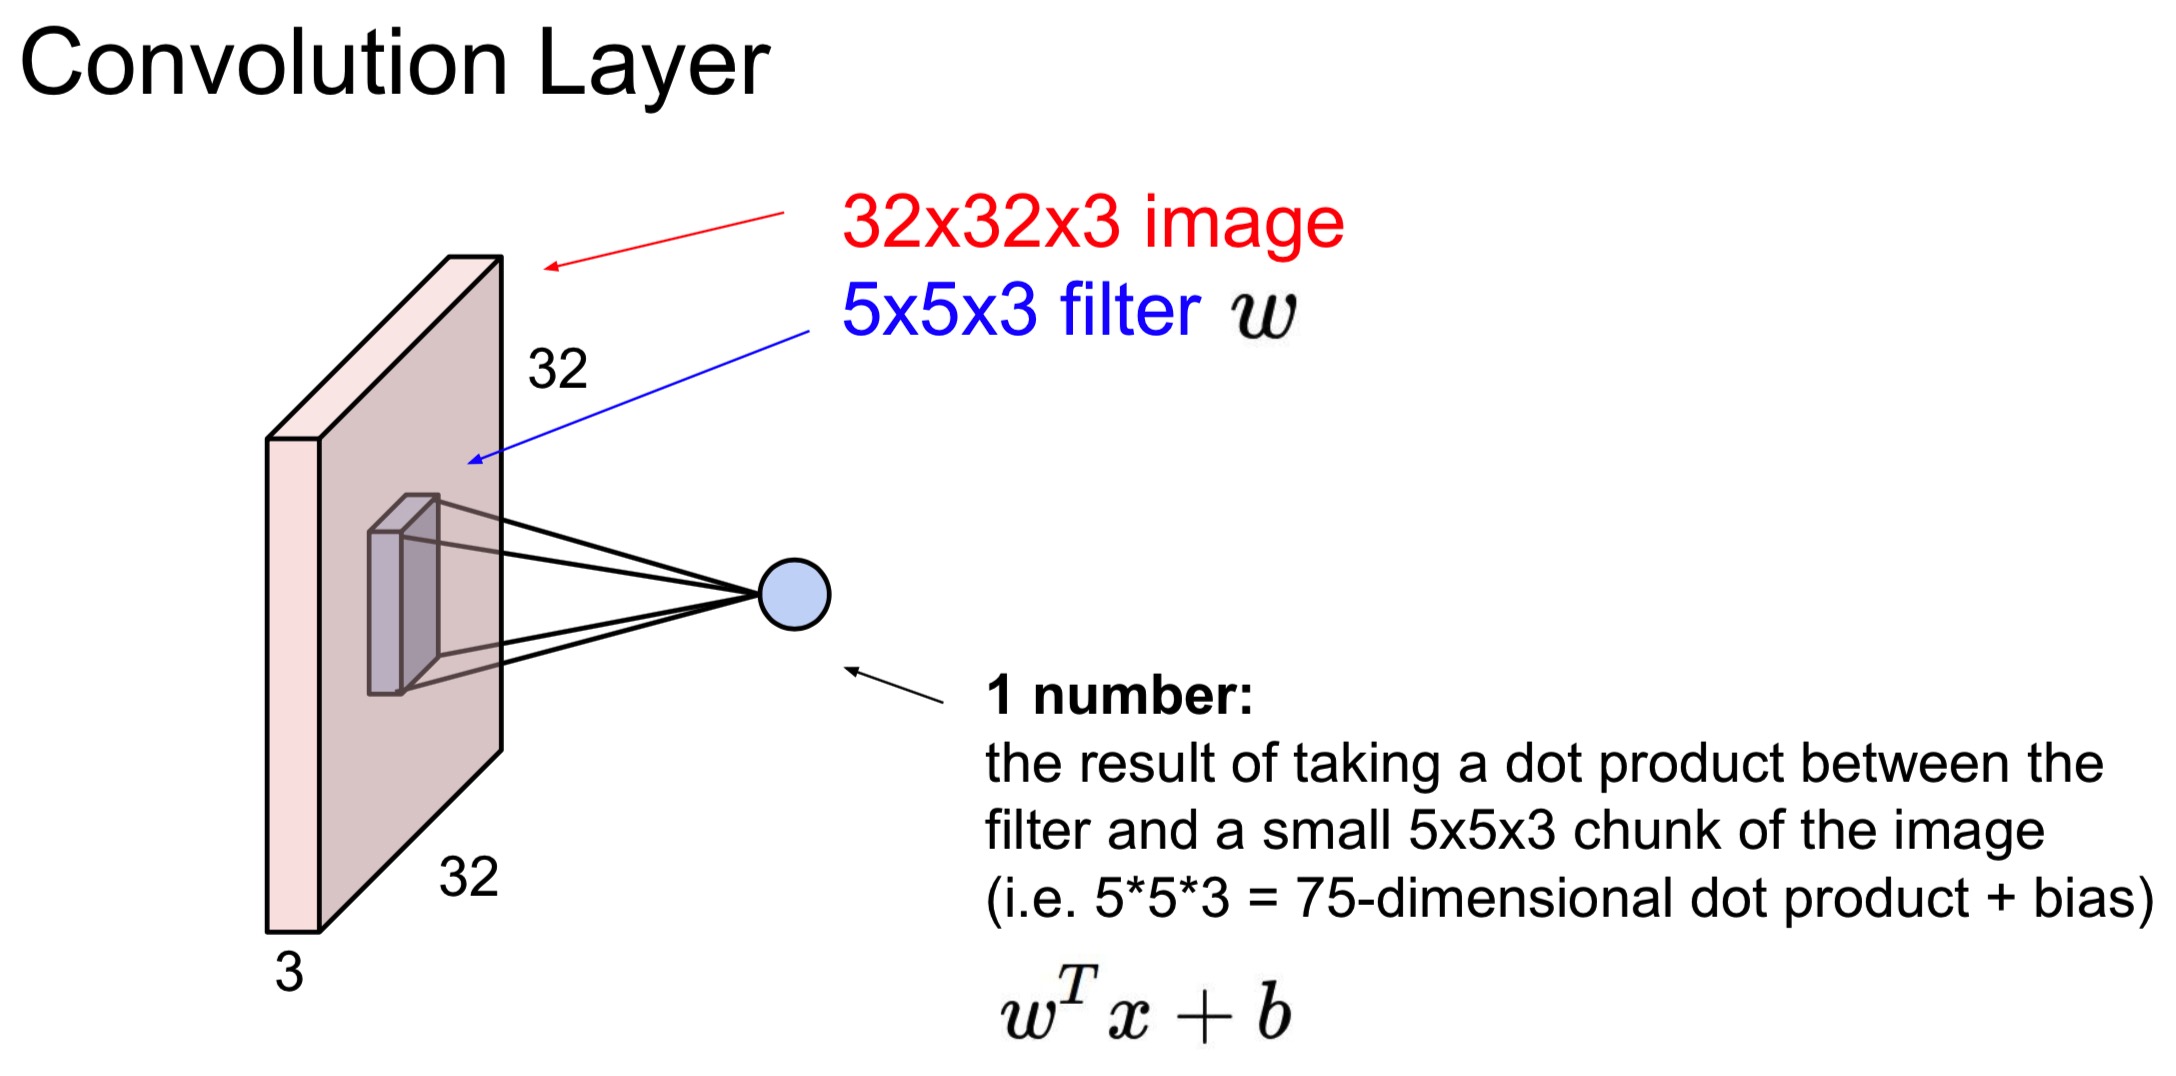 Convolution Layer
32x32x3 image
5x5x3 filter w
32
32
3
1 number:
the result of taking a dot product between the
filter and a small 5x5x3 chunk of the image
(i.e. 5*5*3 = 75-dimensional dot product + bias)
w^T x + b